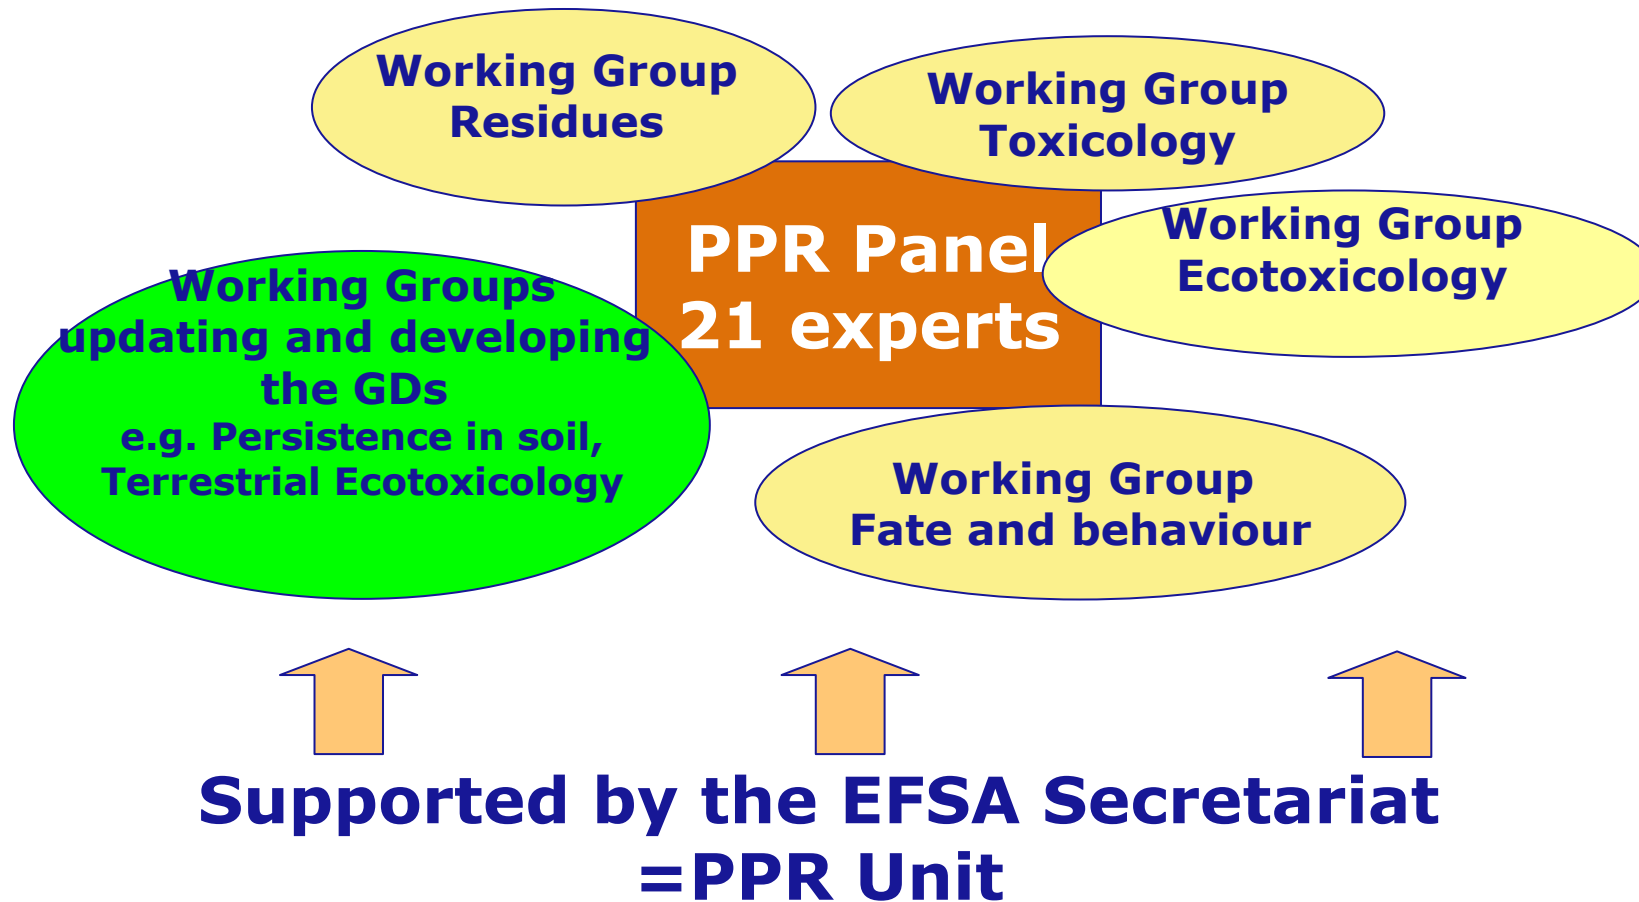 Working Group
Residues
Working Group
Toxicology
Working Group
Ecotoxicology
PPR Panel
21 experts
Working Groups
updating and developing
the GDs
e.g. Persistence in soil,
Terrestrial Ecotoxicology
Working Group
Fate and behaviour
Supported by the EFSA Secretariat
=PPR Unit